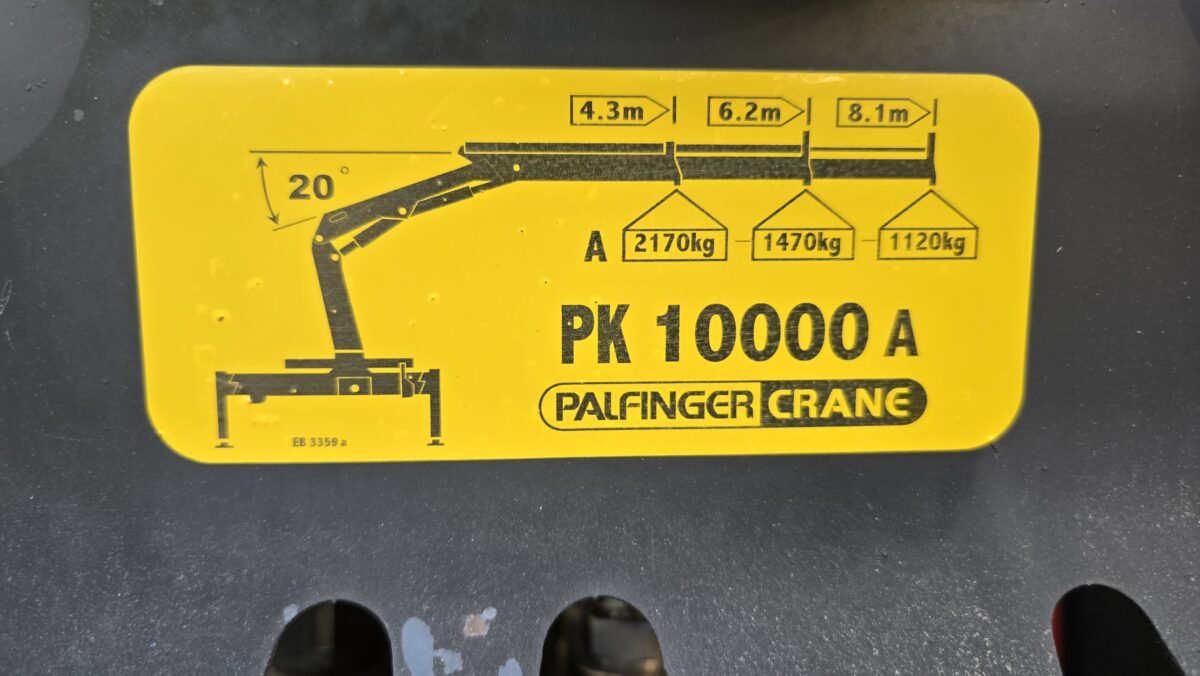 4.3m 6.2m 8.1m
20°
A 2170kg 1470kg 1120kg
PK 10000 A
PALFINGER CRANE
EB 3359 a